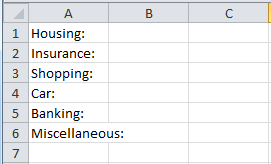 A B C
1 Housing:
2 Insurance:
3 Shopping:
4 Car:
5 Banking:
6 Miscellaneous:
7